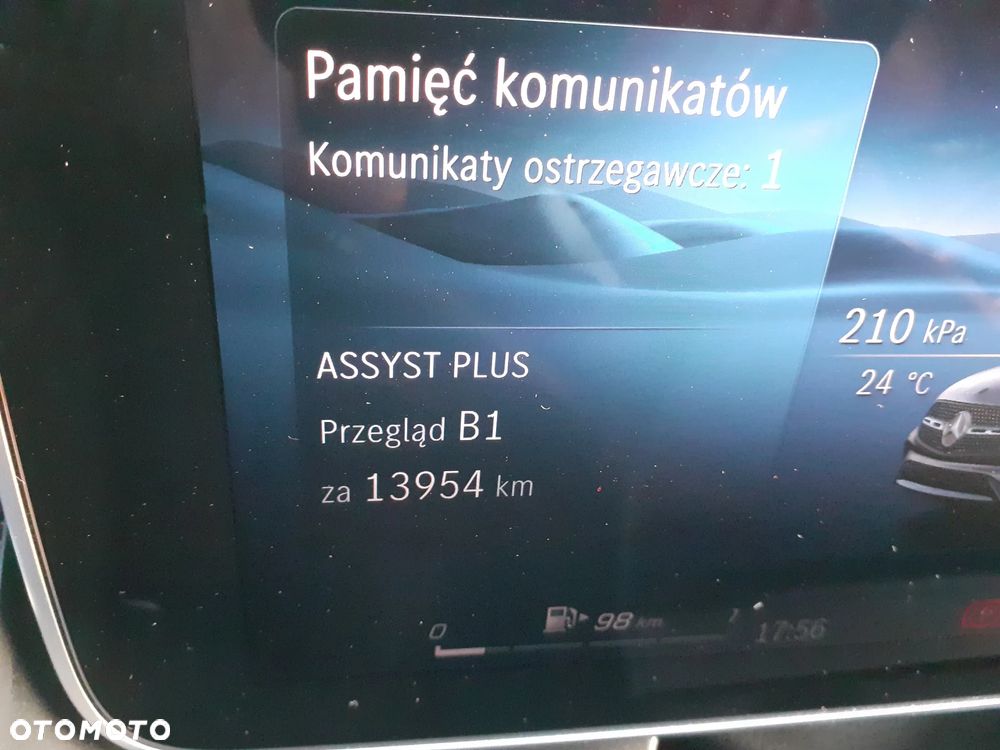 Pamięć komunikatów
Komunikaty ostrzegawcze: 1
ASSYST PLUS
Przegląd B1
za 13954 km
210 kPa
24 °C
0
98 km
17:56
OTOMOTO